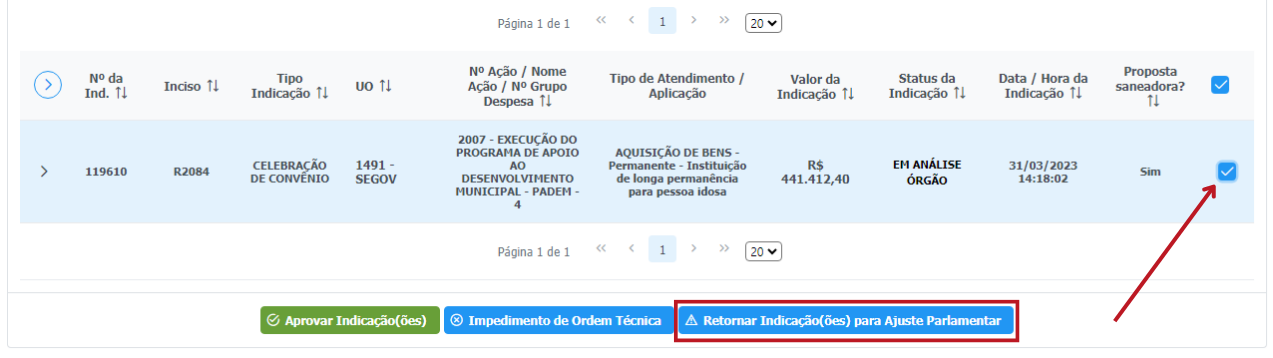 Página 1 de 1 << < 1 > >> 20
Nº da Ind. ↑↓
Inciso ↑↓
Tipo Indicação ↑↓
UO ↑↓
Nº Ação / Nome
Ação / Nº Grupo
Despesa ↑↓
Tipo de Atendimento /
Aplicação
Valor da
Indicação ↑↓
Status da
Indicação ↑↓
Data / Hora da
Indicação ↑↓
Proposta
saneadora?
↑↓
119610
R2084
CELEBRAÇÃO
DE CONVÊNIO
1491 -
SEGOV
2007 - EXECUÇÃO DO
PROGRAMA DE APOIO
AO
DESENVOLVIMENTO
MUNICIPAL - PADEM -
4
AQUISIÇÃO DE BENS -
Permanente - Instituição
de longa permanência
para pessoa idosa
R$
441.412,40
EM ANÁLISE
ÓRGÃO
31/03/2023
14:18:02
Sim
Página 1 de 1 << < 1 > >> 20
Aprovar Indicação(ões)
Impedimento de Ordem Técnica
Retornar Indicação(ões) para Ajuste Parlamentar